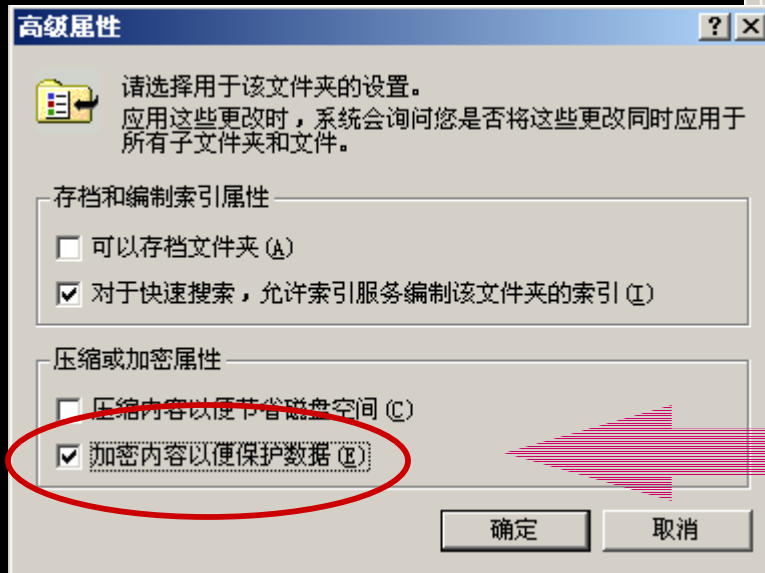 高级属性
请选择用于该文件夹的设置。
应用这些更改时，系统会询问您是否将这些更改同时应用于
所有子文件夹和文件。
存档和编制索引属性
可以存档文件夹(A)
对于快速搜索，允许索引服务编制该文件夹的索引(I)
压缩或加密属性
压缩内容以便节省磁盘空间(C)
加密内容以便保护数据(E)
确定 取消